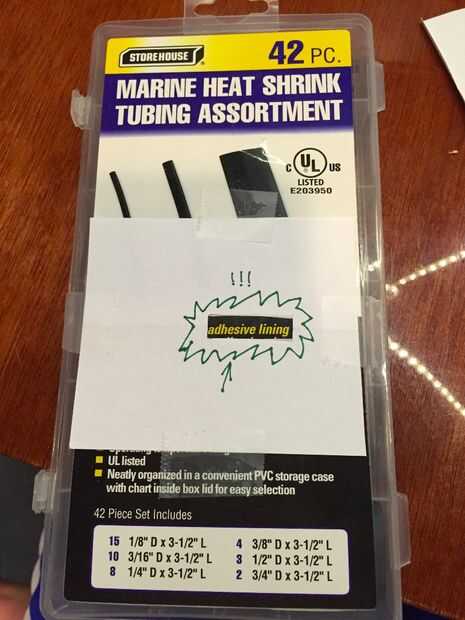 STOREHOUSE
42 PC.
MARINE HEAT SHRINK
TUBING ASSORTMENT
C UL US
LISTED
E203950
!!!
adhesive lining
UL listed
Neatly organized in a convenient PVC storage case
with chart inside box lid for easy selection
42 Piece Set Includes
15 1/8" D x 3-1/2" L 4 3/8" D x 3-1/2" L
10 3/16" D x 3-1/2" L 3 1/2" D x 3-1/2" L
8 1/4" D x 3-1/2" L 2 3/4" D x 3-1/2" L